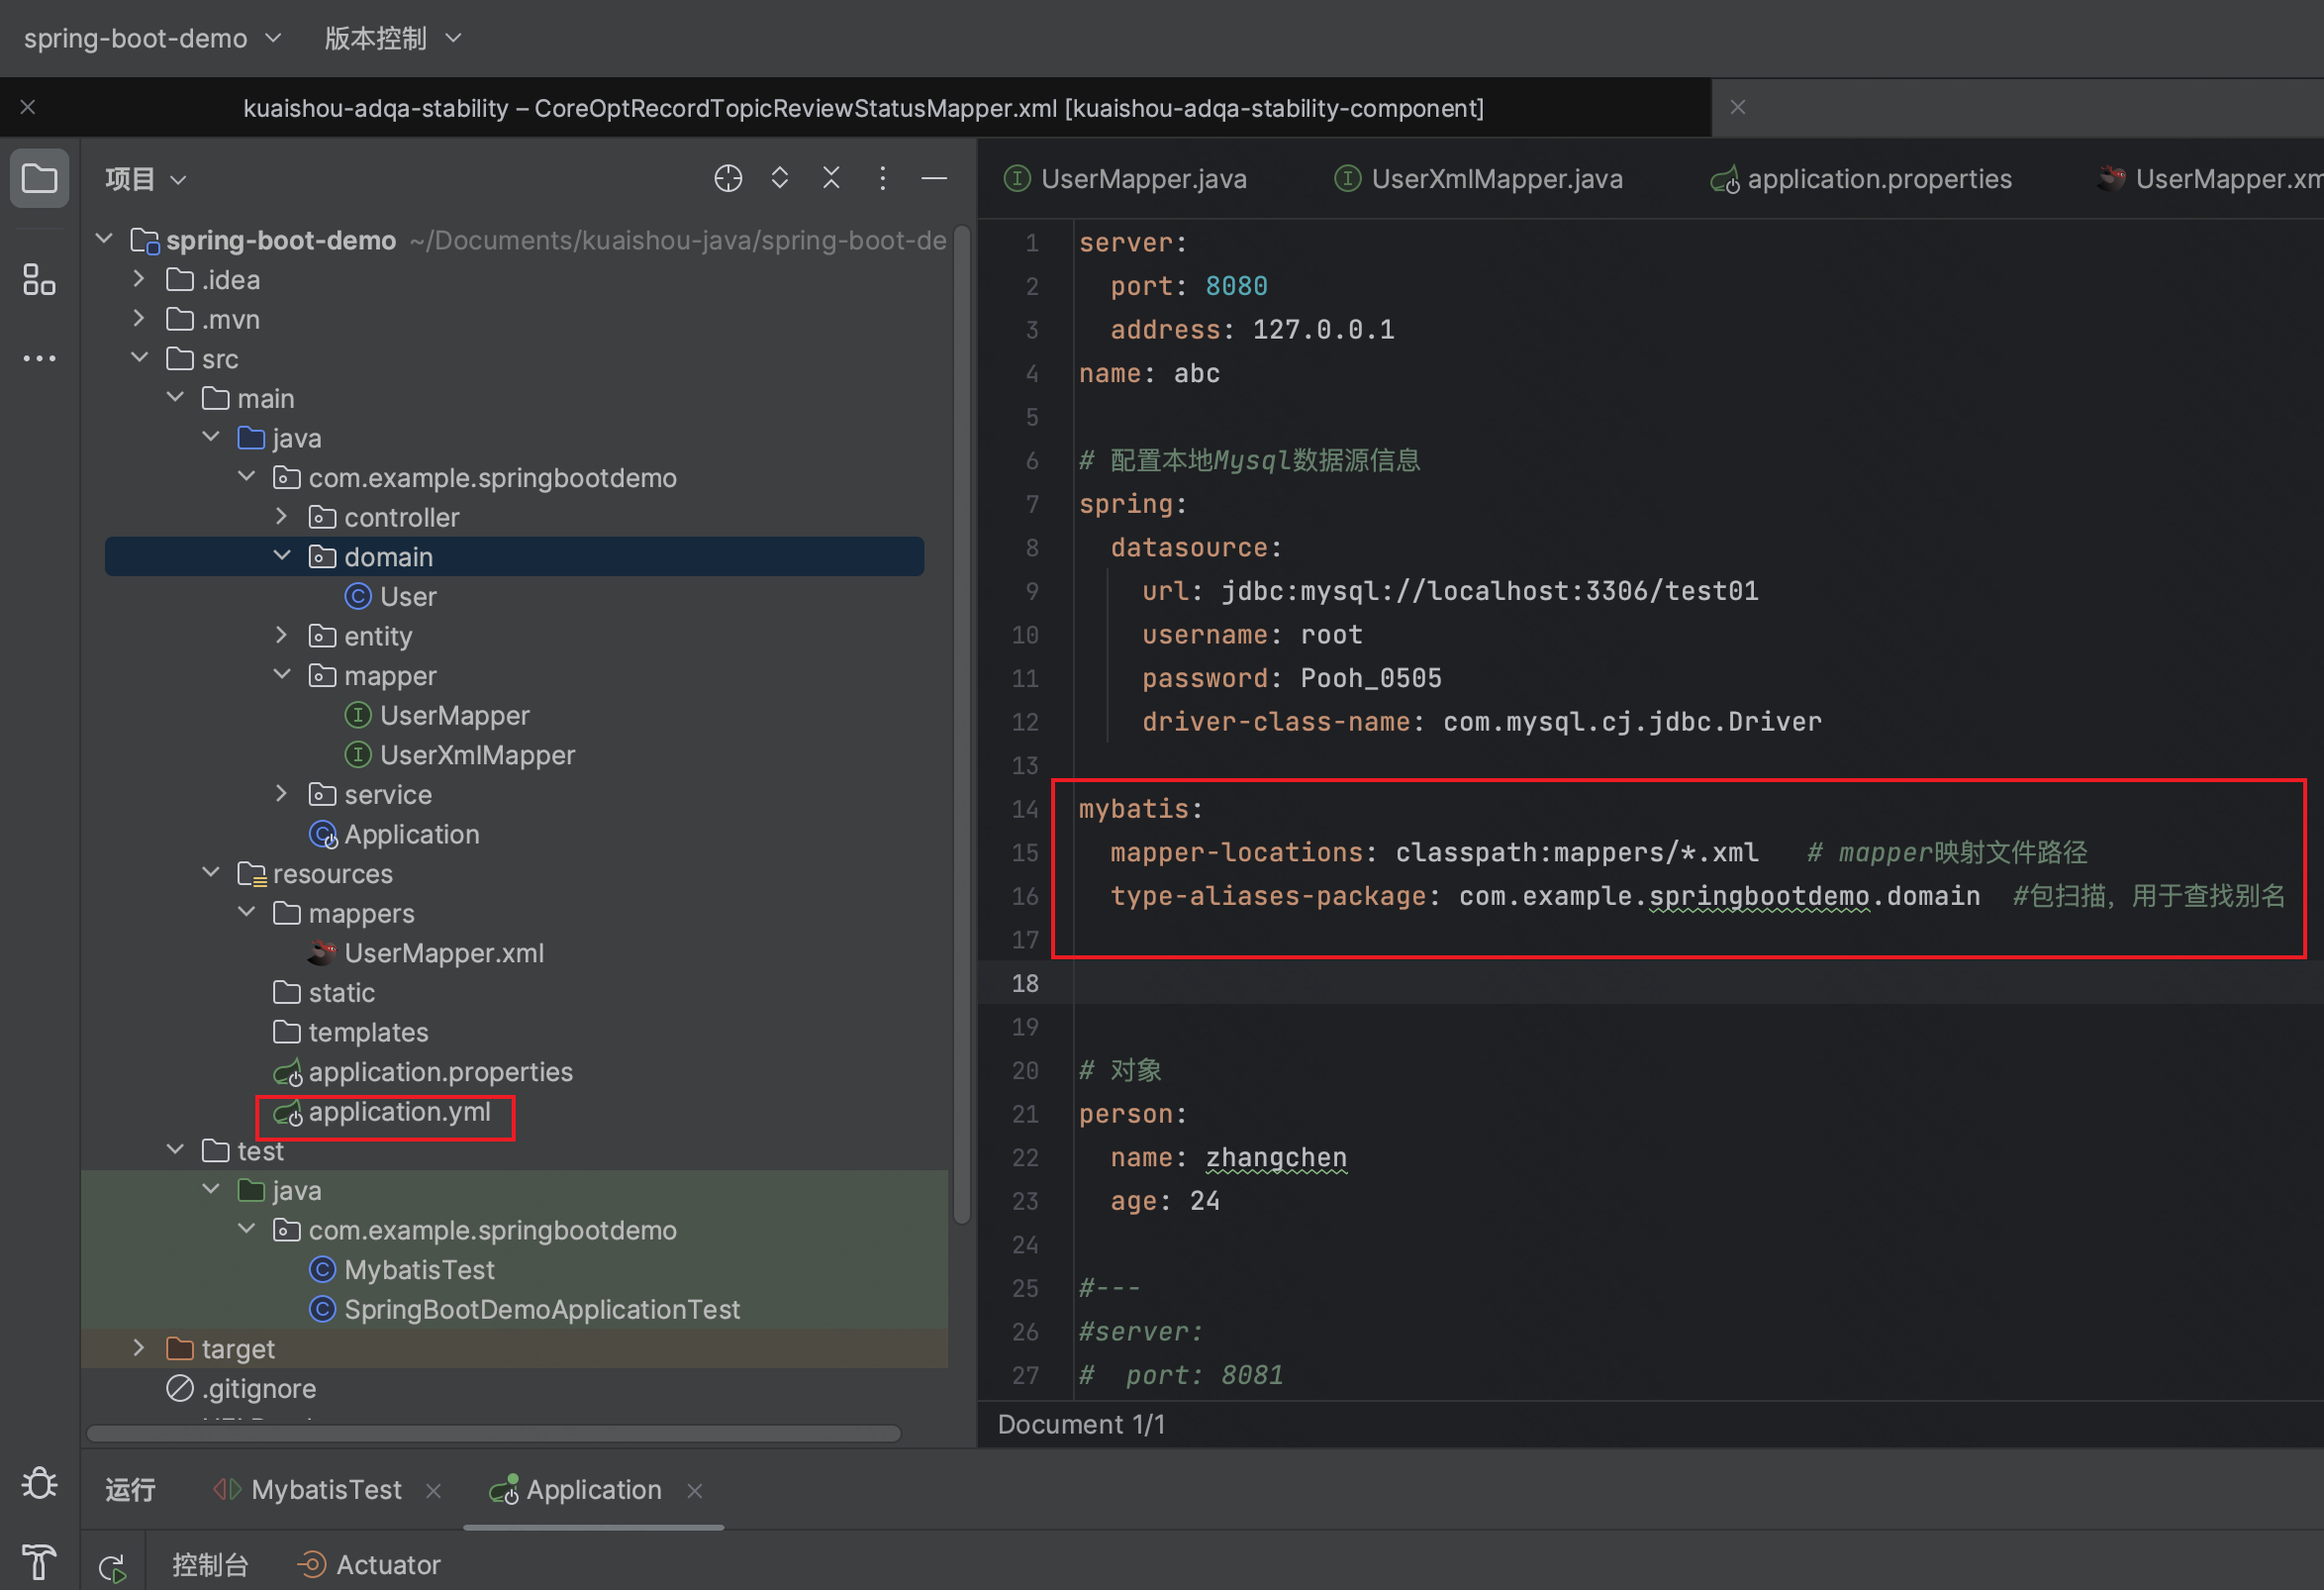 spring-boot-demo 版本控制
kuaishou-adqa-stability – CoreOptRecordTopicReviewStatusMapper.xml [kuaishou-adqa-stability-component]
项目
spring-boot-demo ~/Documents/kuaishou-java/spring-boot-de
.idea
.mvn
src
main
java
com.example.springbootdemo
controller
domain
User
entity
mapper
UserMapper
UserXmlMapper
service
Application
resources
mappers
UserMapper.xml
static
templates
application.properties
application.yml
test
java
com.example.springbootdemo
MybatisTest
SpringBootDemoApplicationTest
target
.gitignore
UserMapper.java UserXmlMapper.java application.properties UserMapper.xm
1 server:
2 port: 8080
3 address: 127.0.0.1
4 name: abc
5
6 # 配置本地Mysql数据源信息
7 spring:
8 datasource:
9 url: jdbc:mysql://localhost:3306/test01
10 username: root
11 password: Pooh_0505
12 driver-class-name: com.mysql.cj.jdbc.Driver
13
14 mybatis:
15 mapper-locations: classpath:mappers/*.xml # mapper映射文件路径
16 type-aliases-package: com.example.springbootdemo.domain #包扫描，用于查找别名
17
18
19
20 # 对象
21 person:
22 name: zhangchen
23 age: 24
24
25 #---
26 #server:
27 # port: 8081
Document 1/1
运行 MybatisTest Application
控制台 Actuator